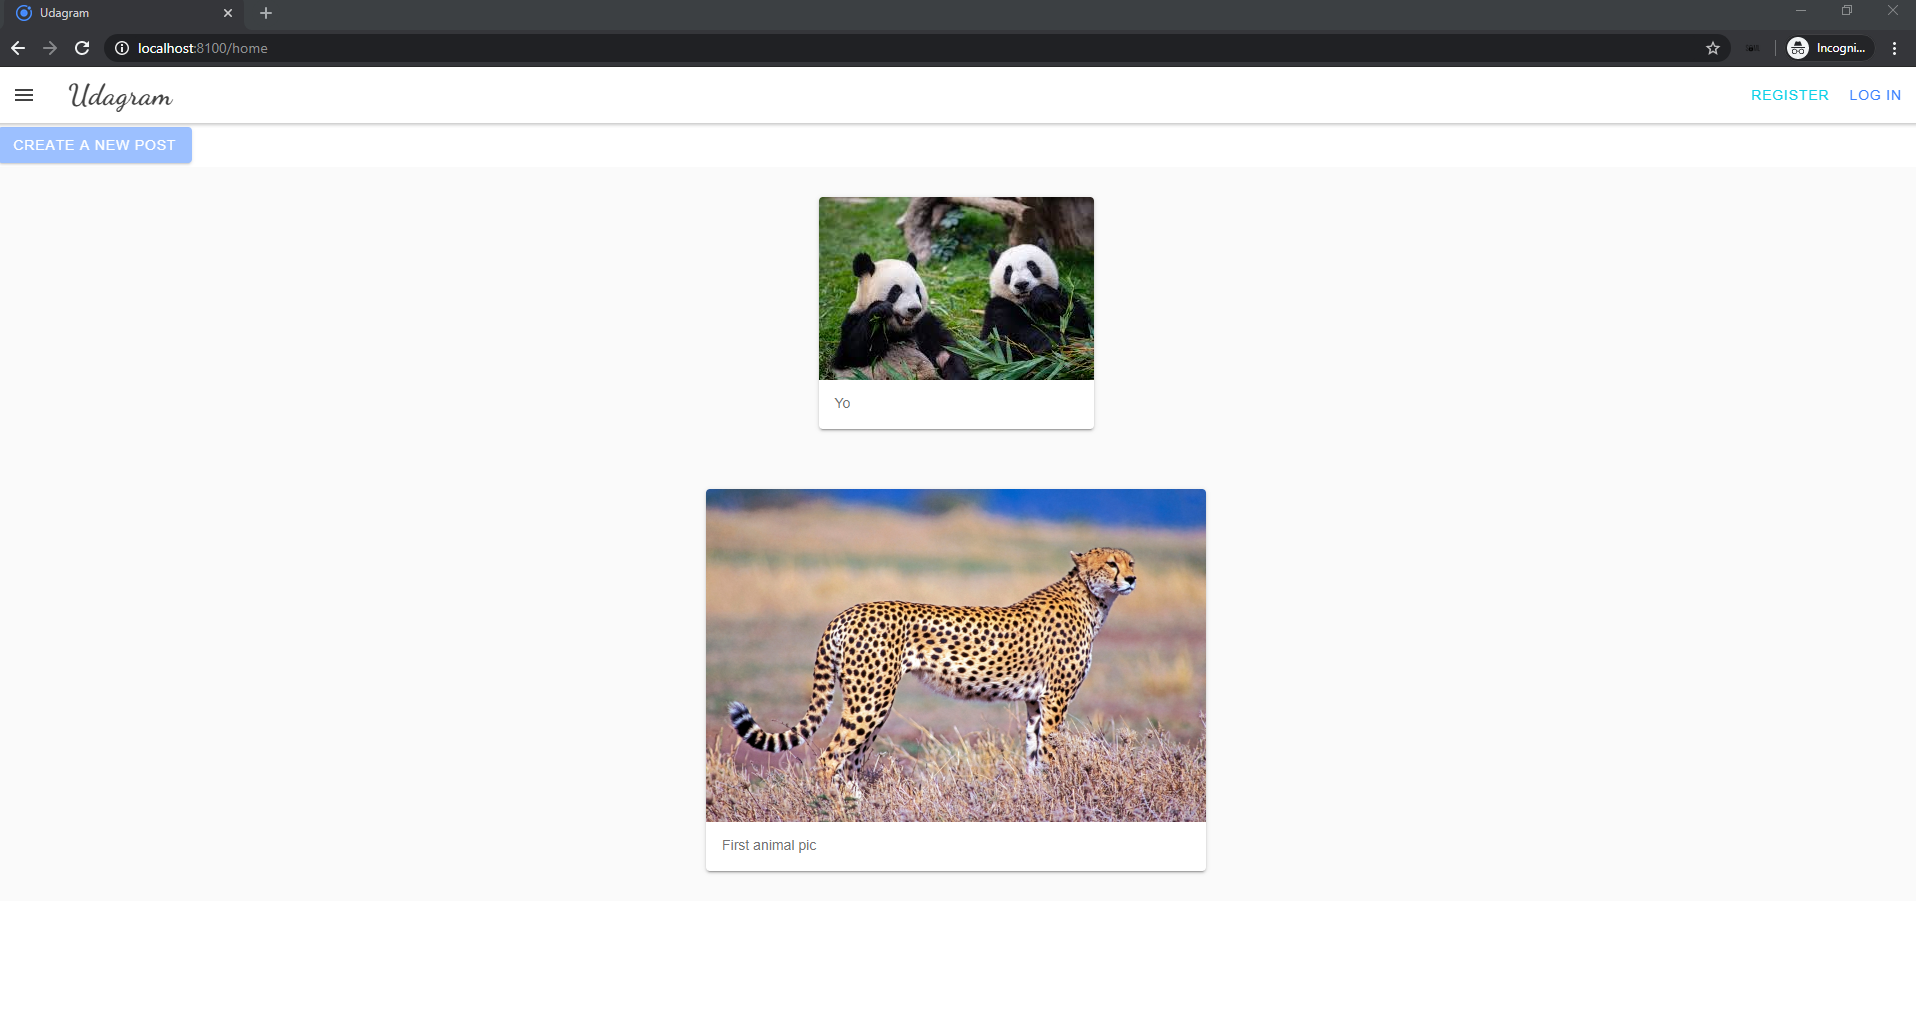 Udagram
localhost:8100/home
Incogni...
Udagram
REGISTER
LOG IN
CREATE A NEW POST
Yo
First animal pic